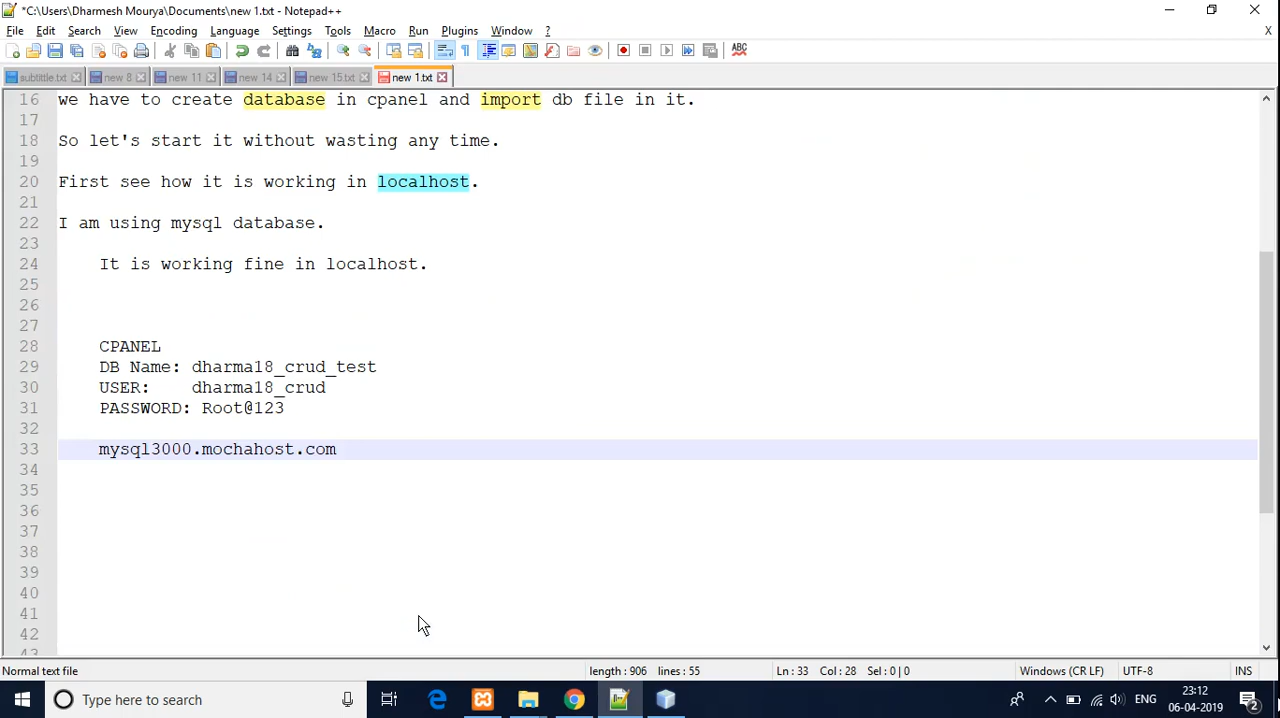 *C:\Users\Dharmesh Mourya\Documents\new 1.txt - Notepad++
File Edit Search View Encoding Language Settings Tools Macro Run Plugins Window ? X
ABC
subtittle.txt new 8 new 11 new 14 new 15.txt new 1.txt
16 we have to create database in cpanel and import db file in it.
17
18 So let's start it without wasting any time.
19
20 First see how it is working in localhost.
21
22 I am using mysql database.
23
24 It is working fine in localhost.
25
26
27
28 CPANEL
29 DB Name: dharma18_crud_test
30 USER: dharma18_crud
31 PASSWORD: Root@123
32
33 mysql3000.mochahost.com
34
35
36
37
38
39
40
41
42
43
Normal text file length : 906 lines : 55 Ln : 33 Col : 28 Sel : 0 | 0 Windows (CR LF) UTF-8 INS
Type here to search ENG 23:12
06-04-2019 2